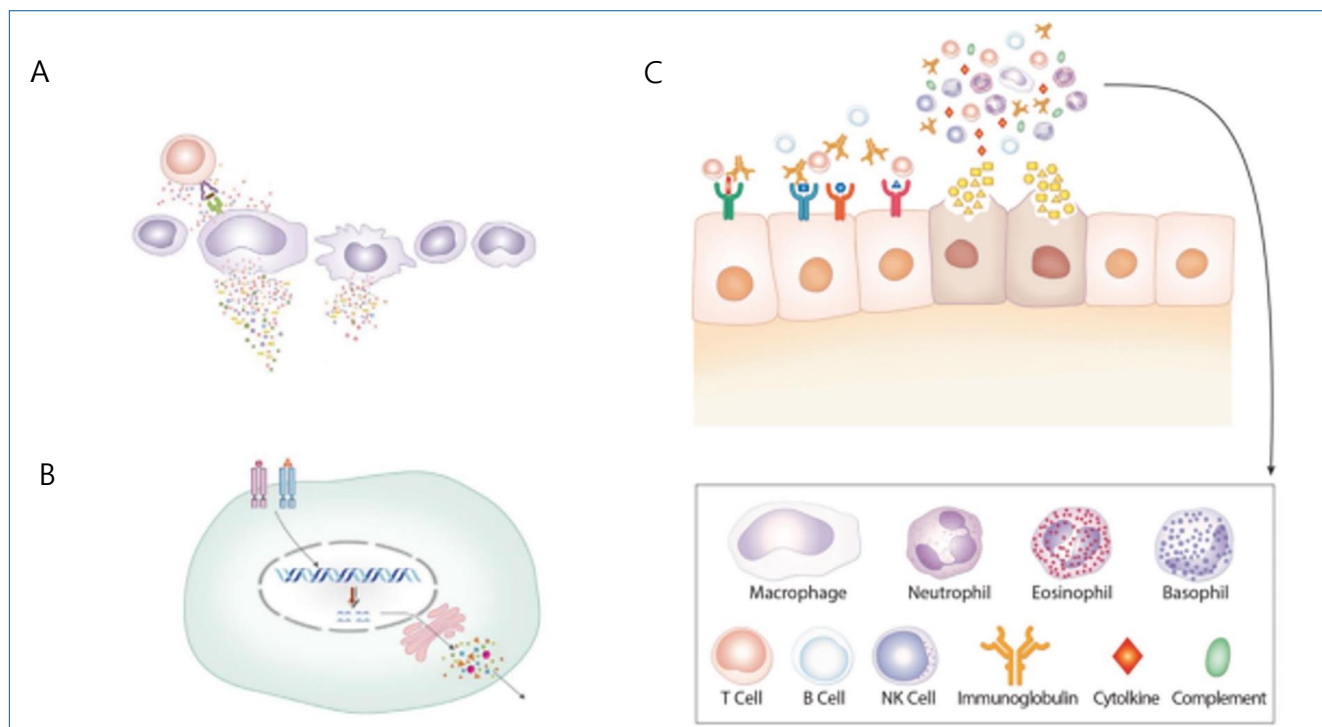 A
C
B
Macrophage Neutrophil Eosinophil Basophil
T Cell B Cell NK Cell Immunoglobulin Cytolkine Complement